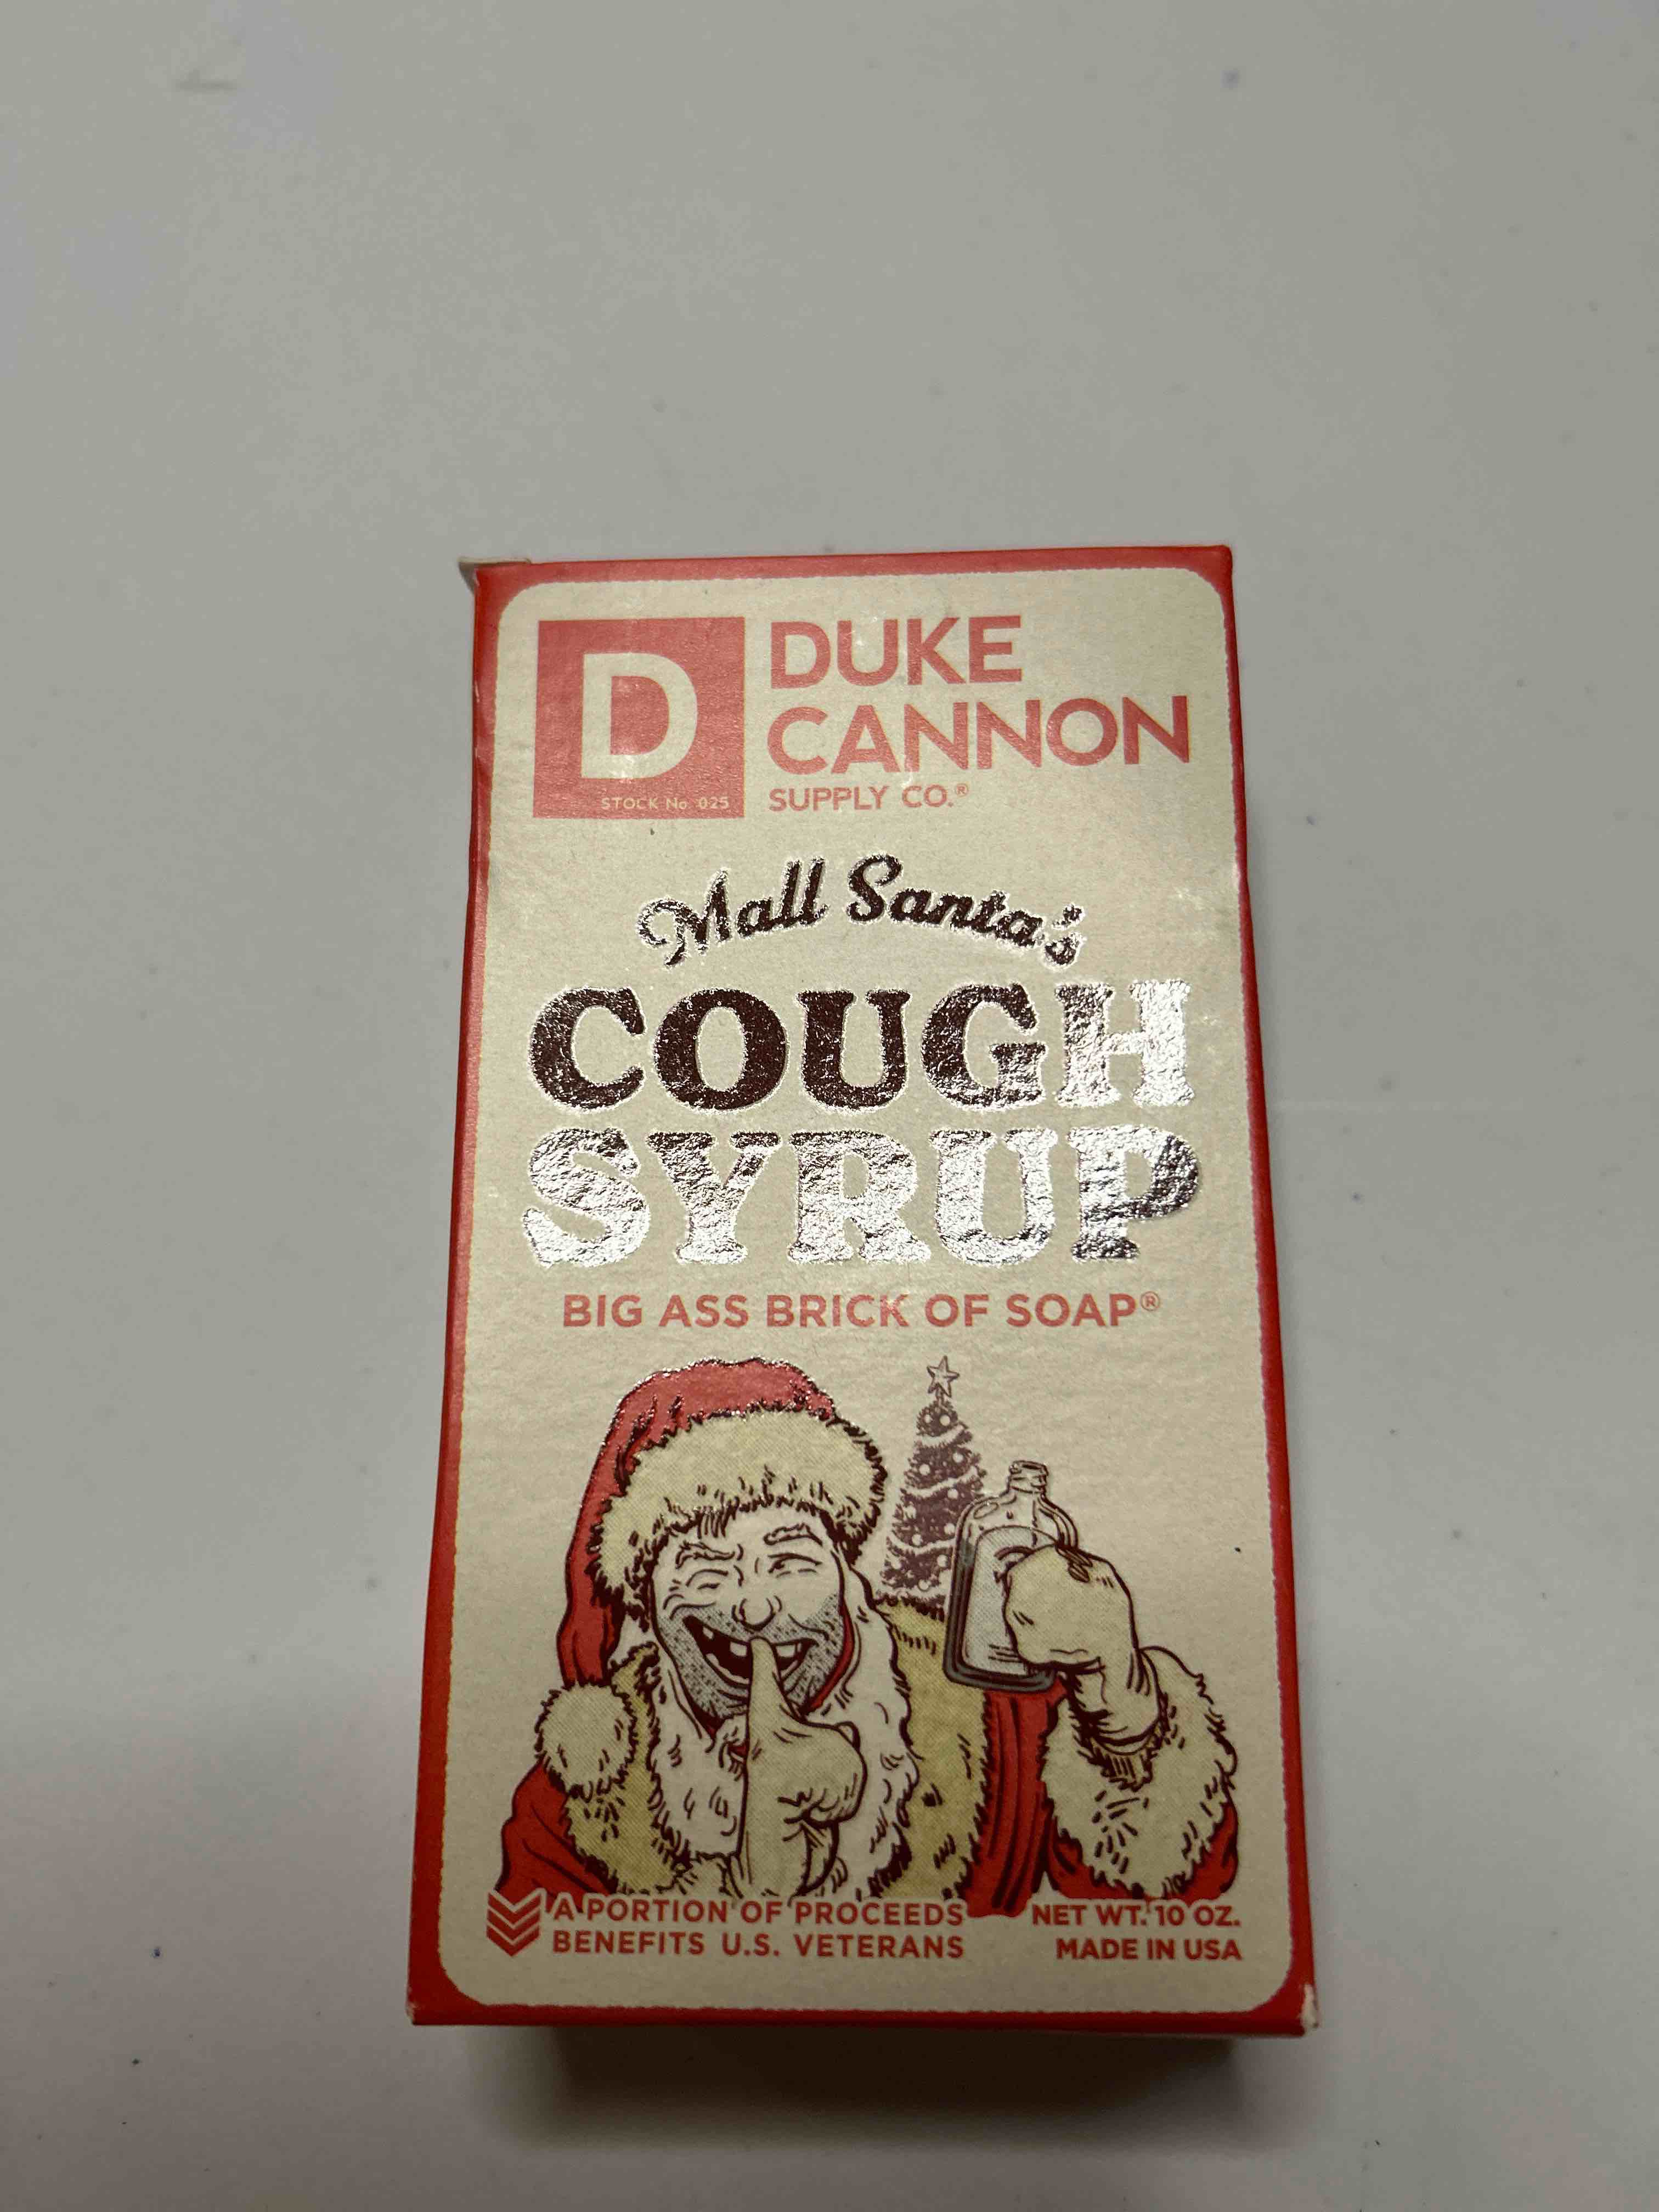 D
STOCK No. 025
DUKE
CANNON
SUPPLY CO.®
Mall Santa's
COUGH
SYRUP
BIG ASS BRICK OF SOAP®
A PORTION OF PROCEEDS
BENEFITS U.S. VETERANS
NET WT. 10 OZ.
MADE IN USA